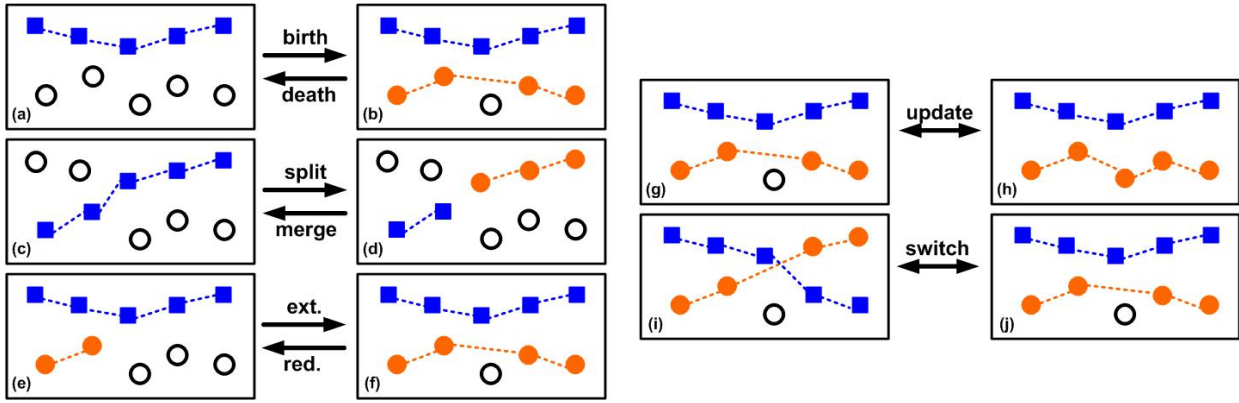 birth
death
(a)
(b)
split
merge
(c)
(d)
ext.
red.
(e)
(f)
update
(g)
(h)
switch
(i)
(j)